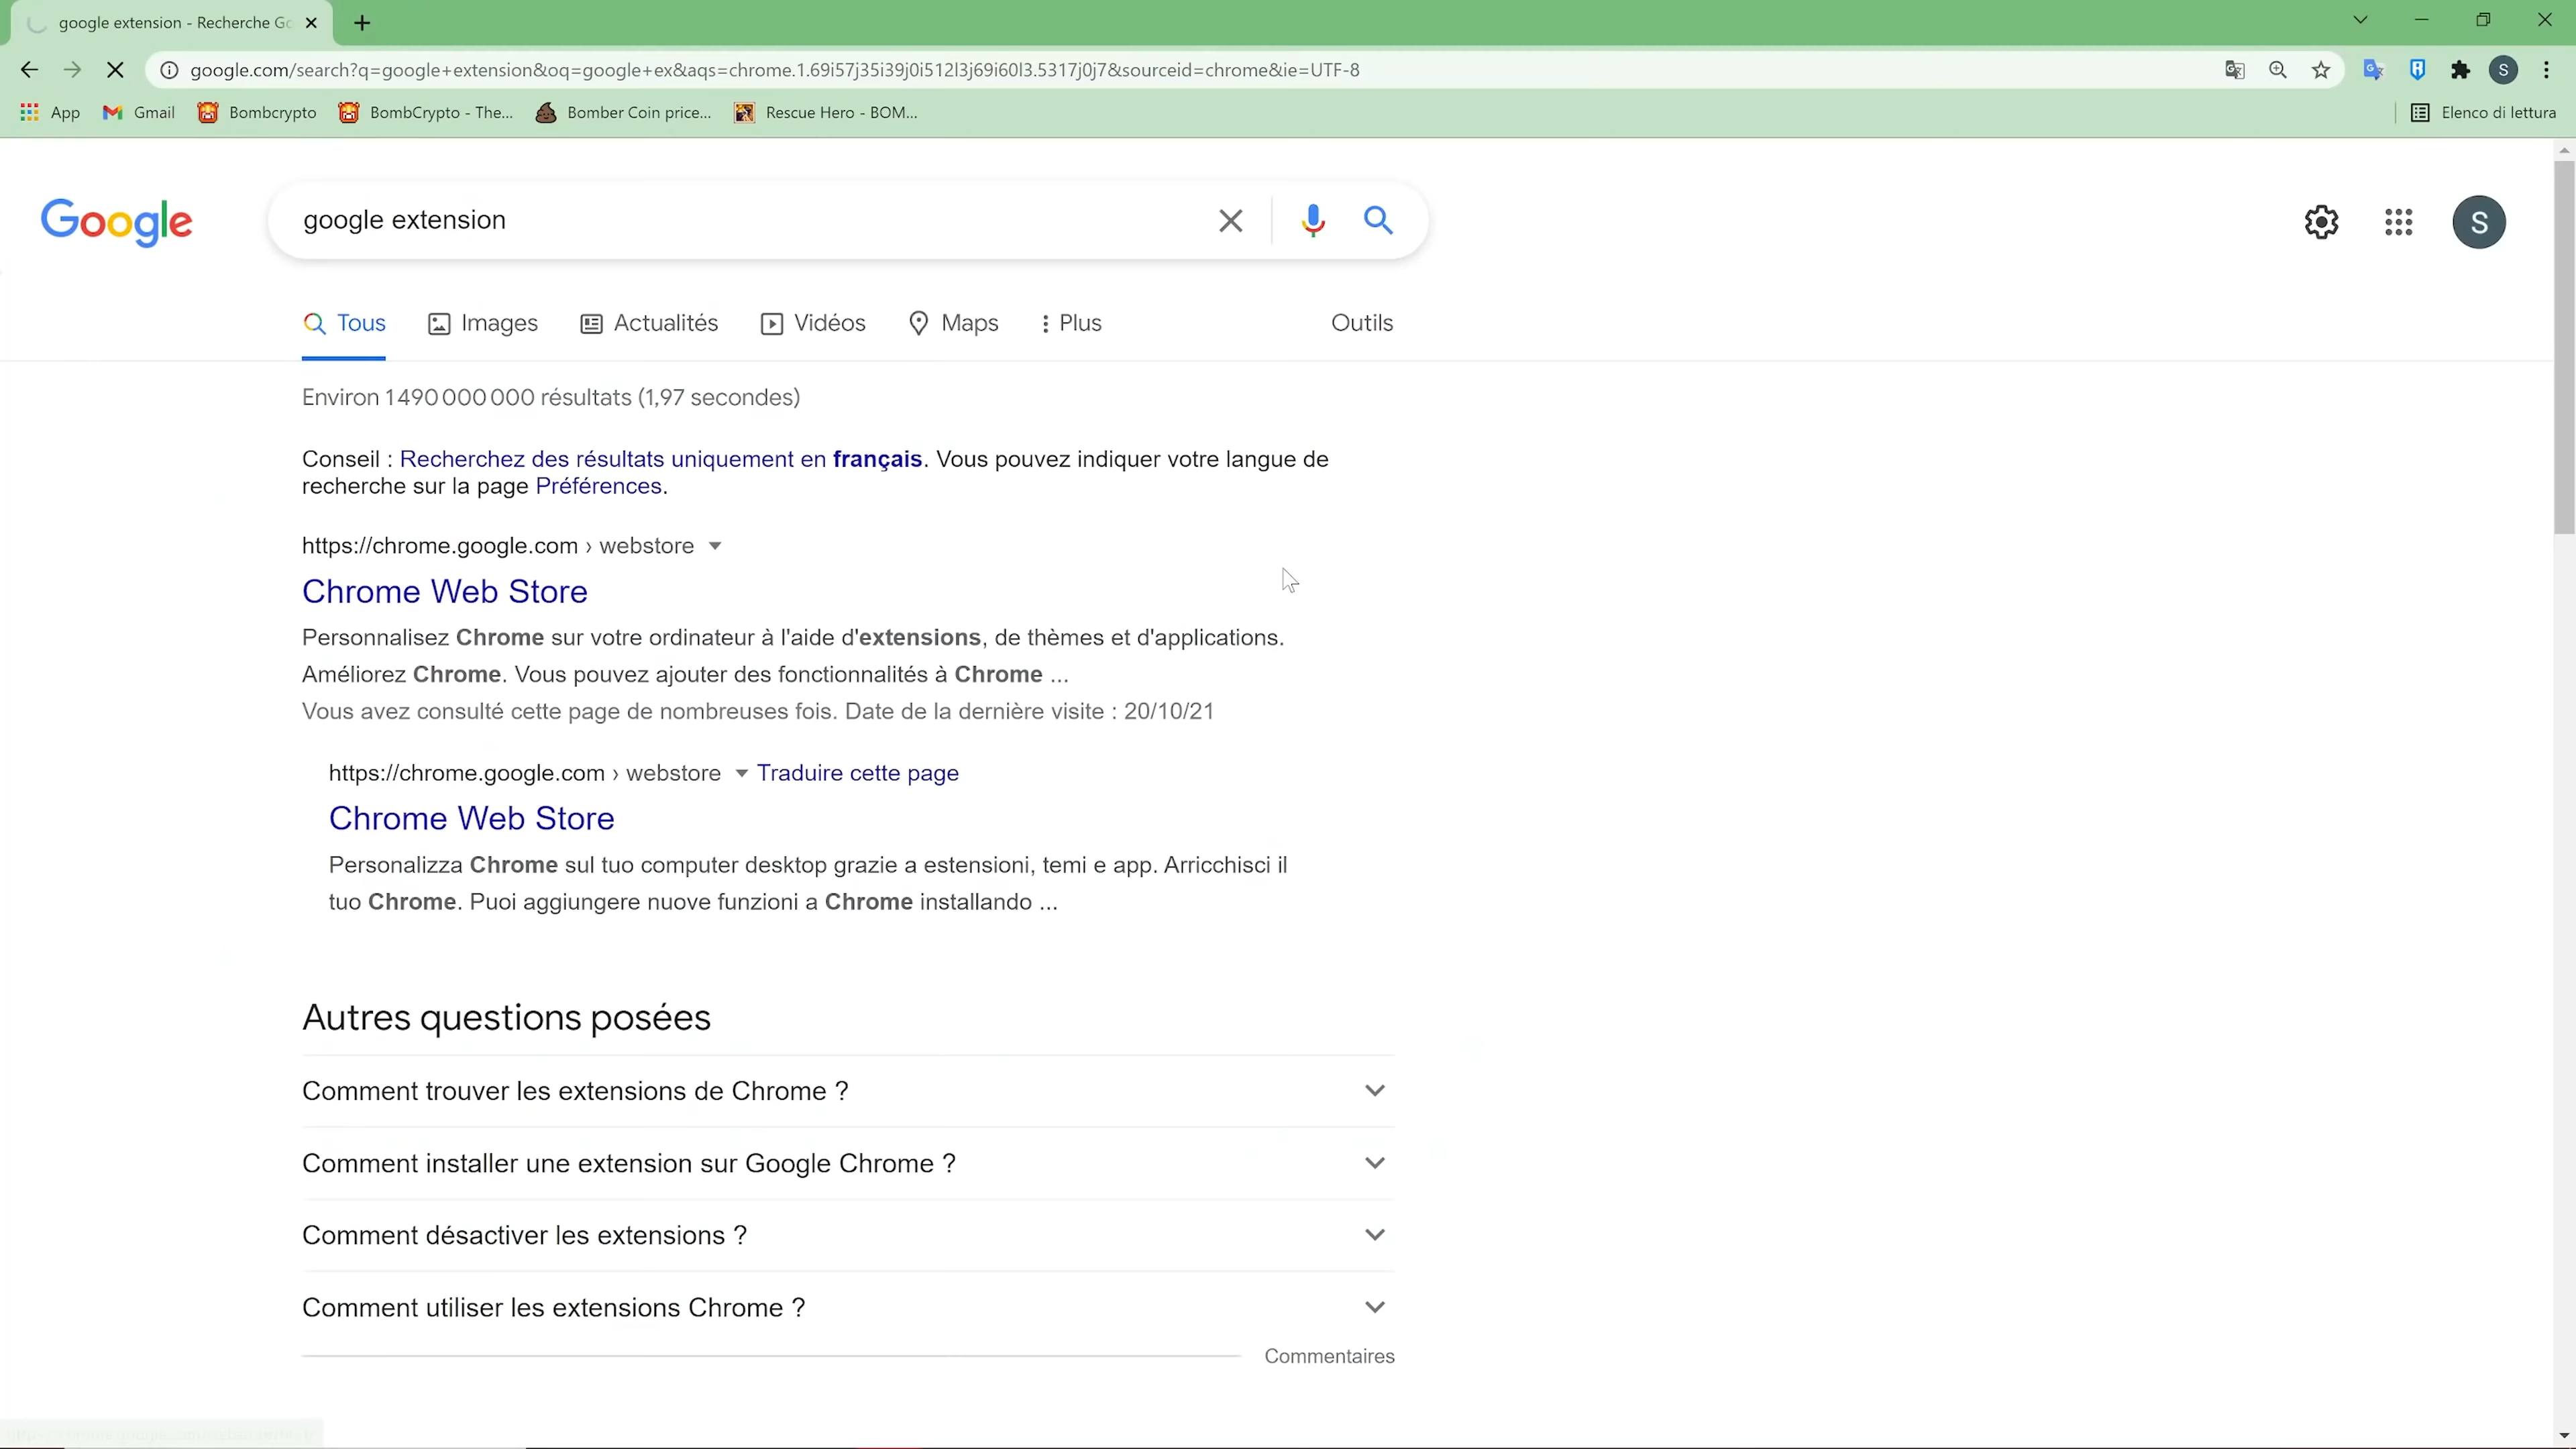 google extension - Recherche Go
google.com/search?q=google+extension&oq=google+ex&aqs=chrome.1.69i57j35i39j0i512l3j69i60l3.5317j0j7&sourceid=chrome&ie=UTF-8
S
App
Gmail
Bombcrypto
BombCrypto - The...
Bomber Coin price...
Rescue Hero - BOM...
Elenco di lettura
Google
google extension
S
Tous
Images
Actualités
Vidéos
Maps
Plus
Outils
Environ 1 490 000 000 résultats (1,97 secondes)
Conseil : Recherchez des résultats uniquement en français. Vous pouvez indiquer votre langue de
recherche sur la page Préférences.
https://chrome.google.com › webstore
Chrome Web Store
Personnalisez Chrome sur votre ordinateur à l'aide d'extensions, de thèmes et d'applications.
Améliorez Chrome. Vous pouvez ajouter des fonctionnalités à Chrome ...
Vous avez consulté cette page de nombreuses fois. Date de la dernière visite : 20/10/21
https://chrome.google.com › webstore Traduire cette page
Chrome Web Store
Personalizza Chrome sul tuo computer desktop grazie a estensioni, temi e app. Arricchisci il
tuo Chrome. Puoi aggiungere nuove funzioni a Chrome installando ...
Autres questions posées
Comment trouver les extensions de Chrome ?
Comment installer une extension sur Google Chrome ?
Comment désactiver les extensions ?
Comment utiliser les extensions Chrome ?
Commentaires